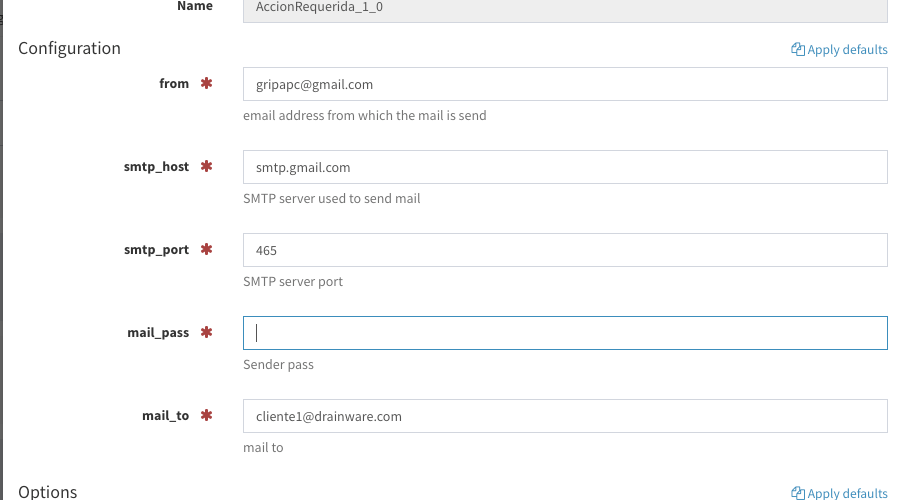 Name AccionRequerida_1_0
Configuration Apply defaults
from ✱ gripapc@gmail.com
email address from which the mail is send
smtp_host ✱ smtp.gmail.com
SMTP server used to send mail
smtp_port ✱ 465
SMTP server port
mail_pass ✱
Sender pass
mail_to ✱ cliente1@drainware.com
mail to
Options Apply defaults